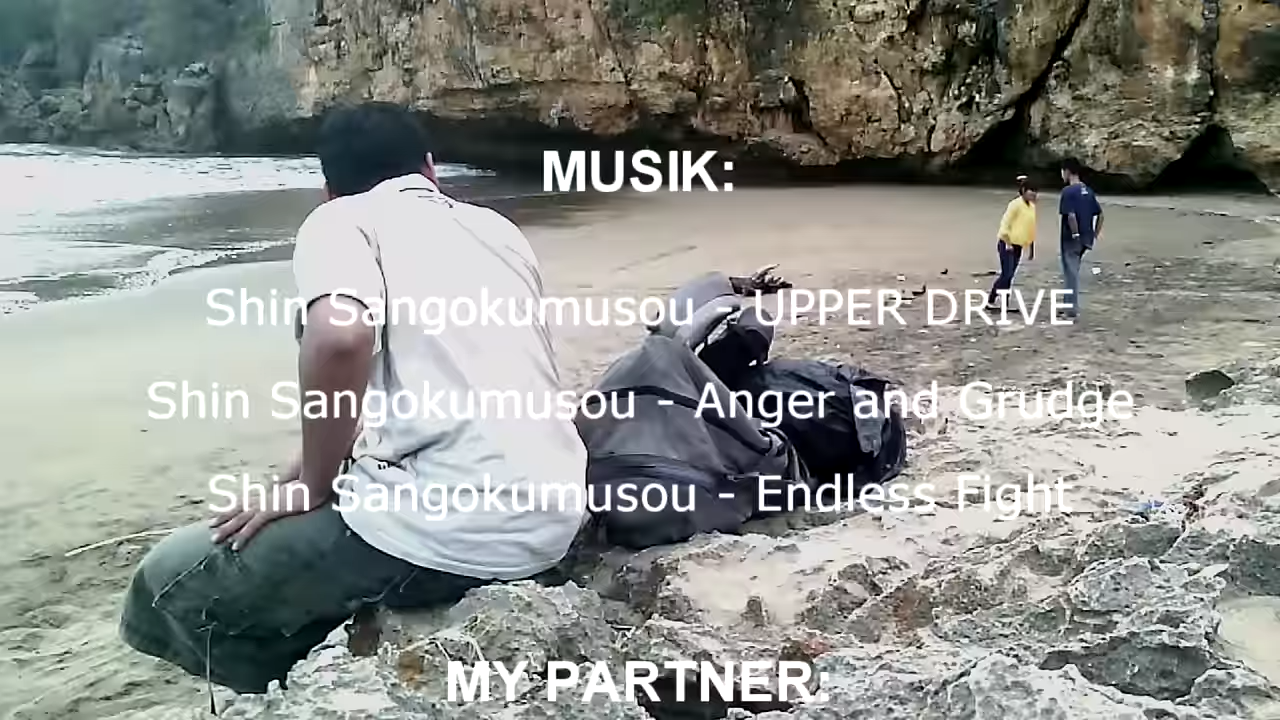 MUSIK:
Shin Sangokumusou - UPPER DRIVE
Shin Sangokumusou - Anger and Grudge
Shin Sangokumusou - Endless Fight
MY PARTNER: